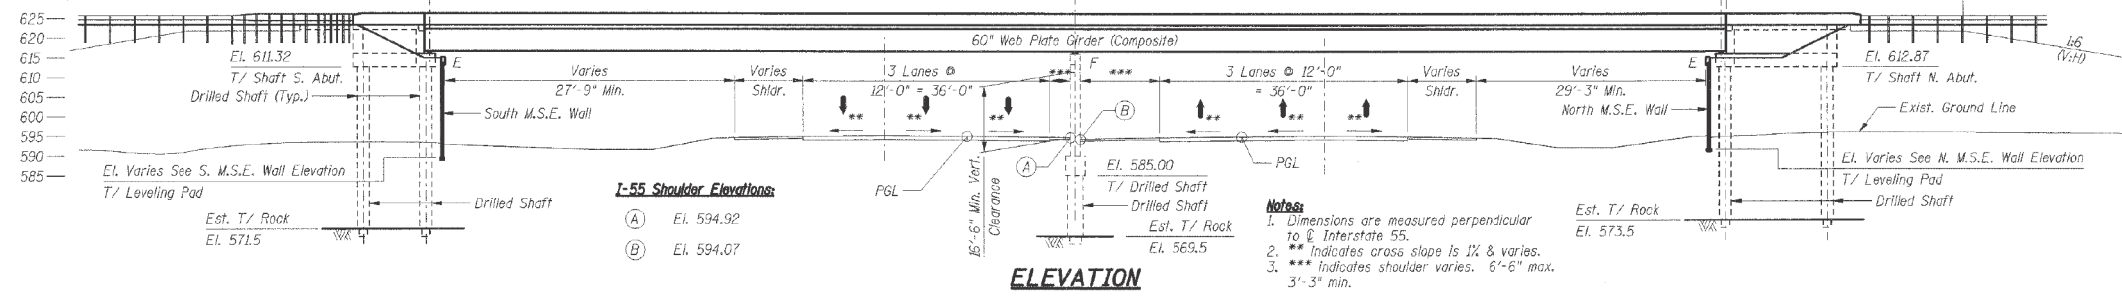 625
620
615
610
605
600
595
590
585
El. 611.32
T/ Shaft S. Abut.
Drilled Shaft (Typ.)
E
60" Web Plate Girder (Composite)
Varies
27'-9" Min.
Varies
Shldr.
3 Lanes @
12'-0" = 36'-0"
***
F
***
3 Lanes @ 12'-0"
= 36'-0"
Varies
Shldr.
Varies
29'-3" Min.
E
El. 612.87
T/ Shaft N. Abut.
1:6
(V:H)
South M.S.E. Wall
**
**
**
B
**
**
**
North M.S.E. Wall
Exist. Ground Line
El. Varies See S. M.S.E. Wall Elevation
T/ Leveling Pad
Drilled Shaft
Est. T/ Rock
El. 571.5
I-55 Shoulder Elevations:
A El. 594.92
B El. 594.07
PGL
16'-6" Min. Vert.
Clearance
A
El. 585.00
T/ Drilled Shaft
Drilled Shaft
Est. T/ Rock
El. 569.5
PGL
Notes:
1. Dimensions are measured perpendicular
to ℄ Interstate 55.
2. ** Indicates cross slope is 1% & varies.
3. *** indicates shoulder varies. 6'-6" max.
3'-3" min.
El. Varies See N. M.S.E. Wall Elevation
T/ Leveling Pad
Drilled Shaft
Est. T/ Rock
El. 573.5
ELEVATION